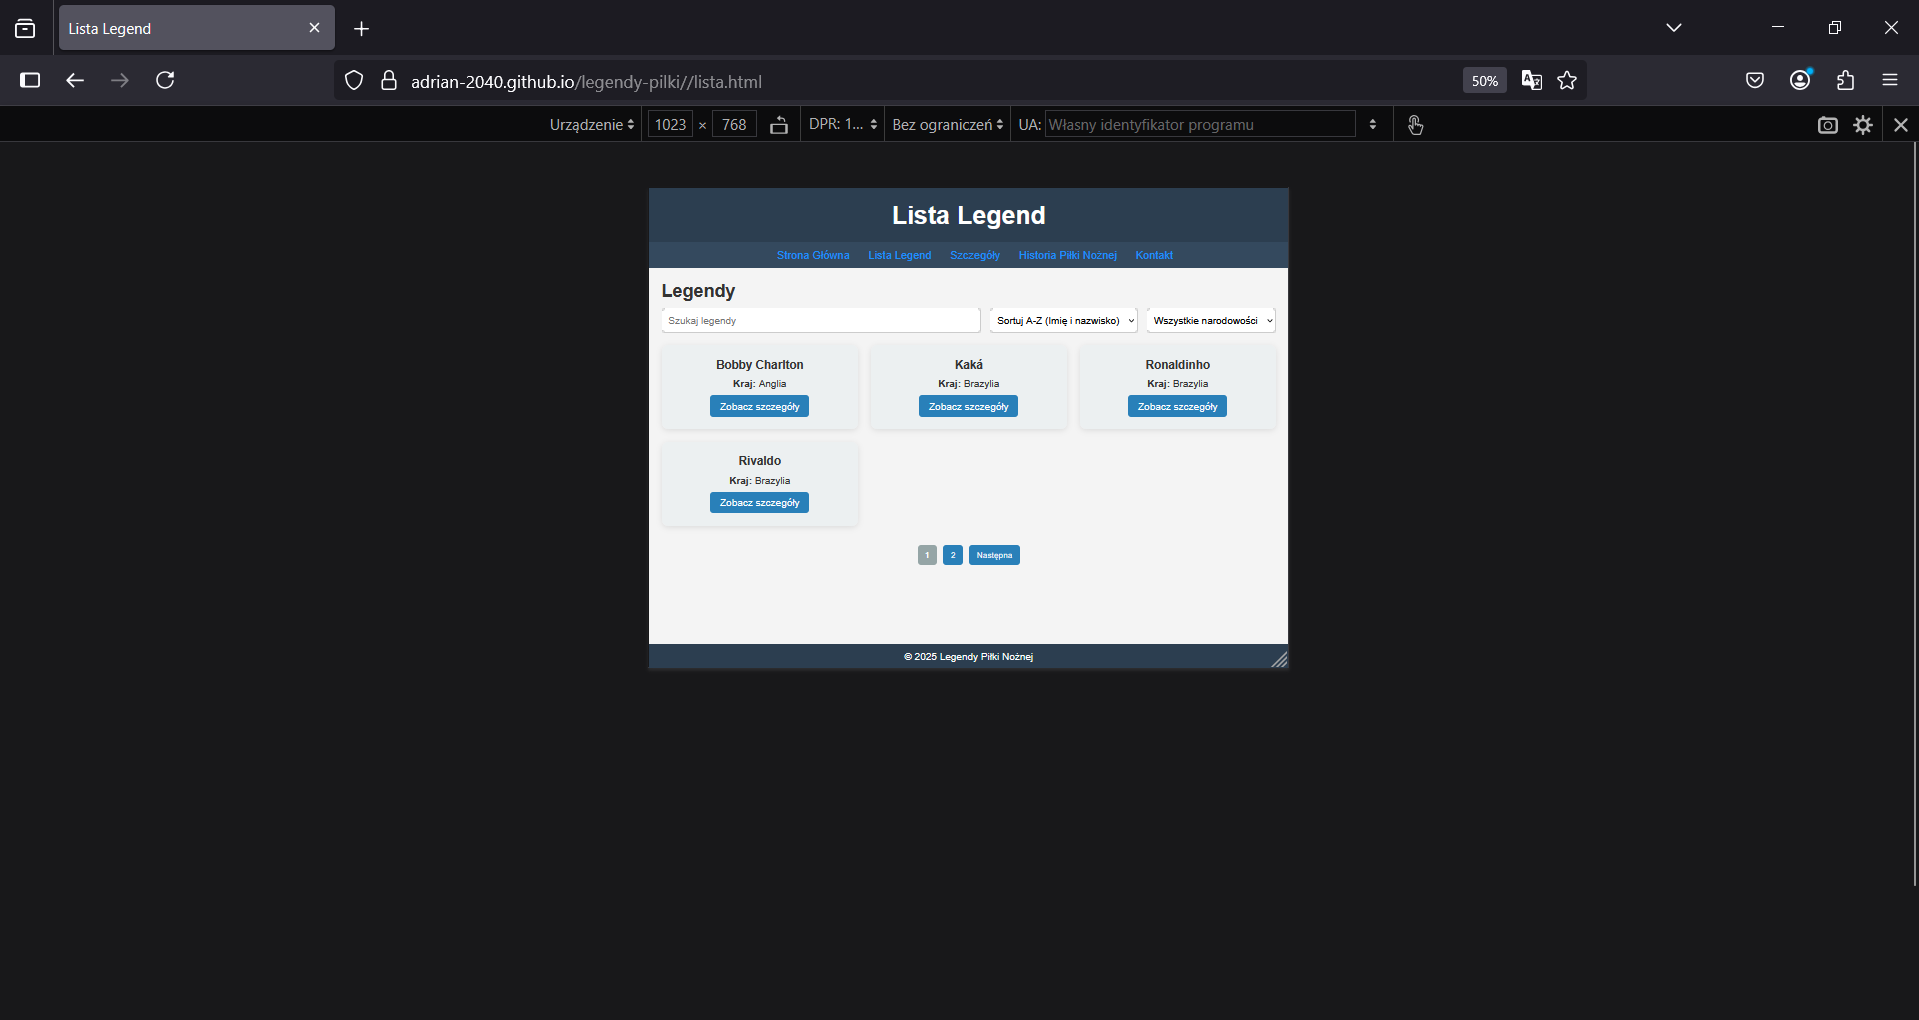 Lista Legend
adrian-2040.github.io/legendy-pilki//lista.html
50%
Urządzenie 1023 × 768 DPR: 1... Bez ograniczeń UA: Własny identyfikator programu
Lista Legend
Strona Główna Lista Legend Szczegóły Historia Piłki Nożnej Kontakt
Legendy
Szukaj legendy Sortuj A-Z (Imię i nazwisko) Wszystkie narodowości
Bobby Charlton Kaká Ronaldinho
Kraj: Anglia Kraj: Brazylia Kraj: Brazylia
Zobacz szczegóły Zobacz szczegóły Zobacz szczegóły
Rivaldo
Kraj: Brazylia
Zobacz szczegóły
1 2 Następna
© 2025 Legendy Piłki Nożnej